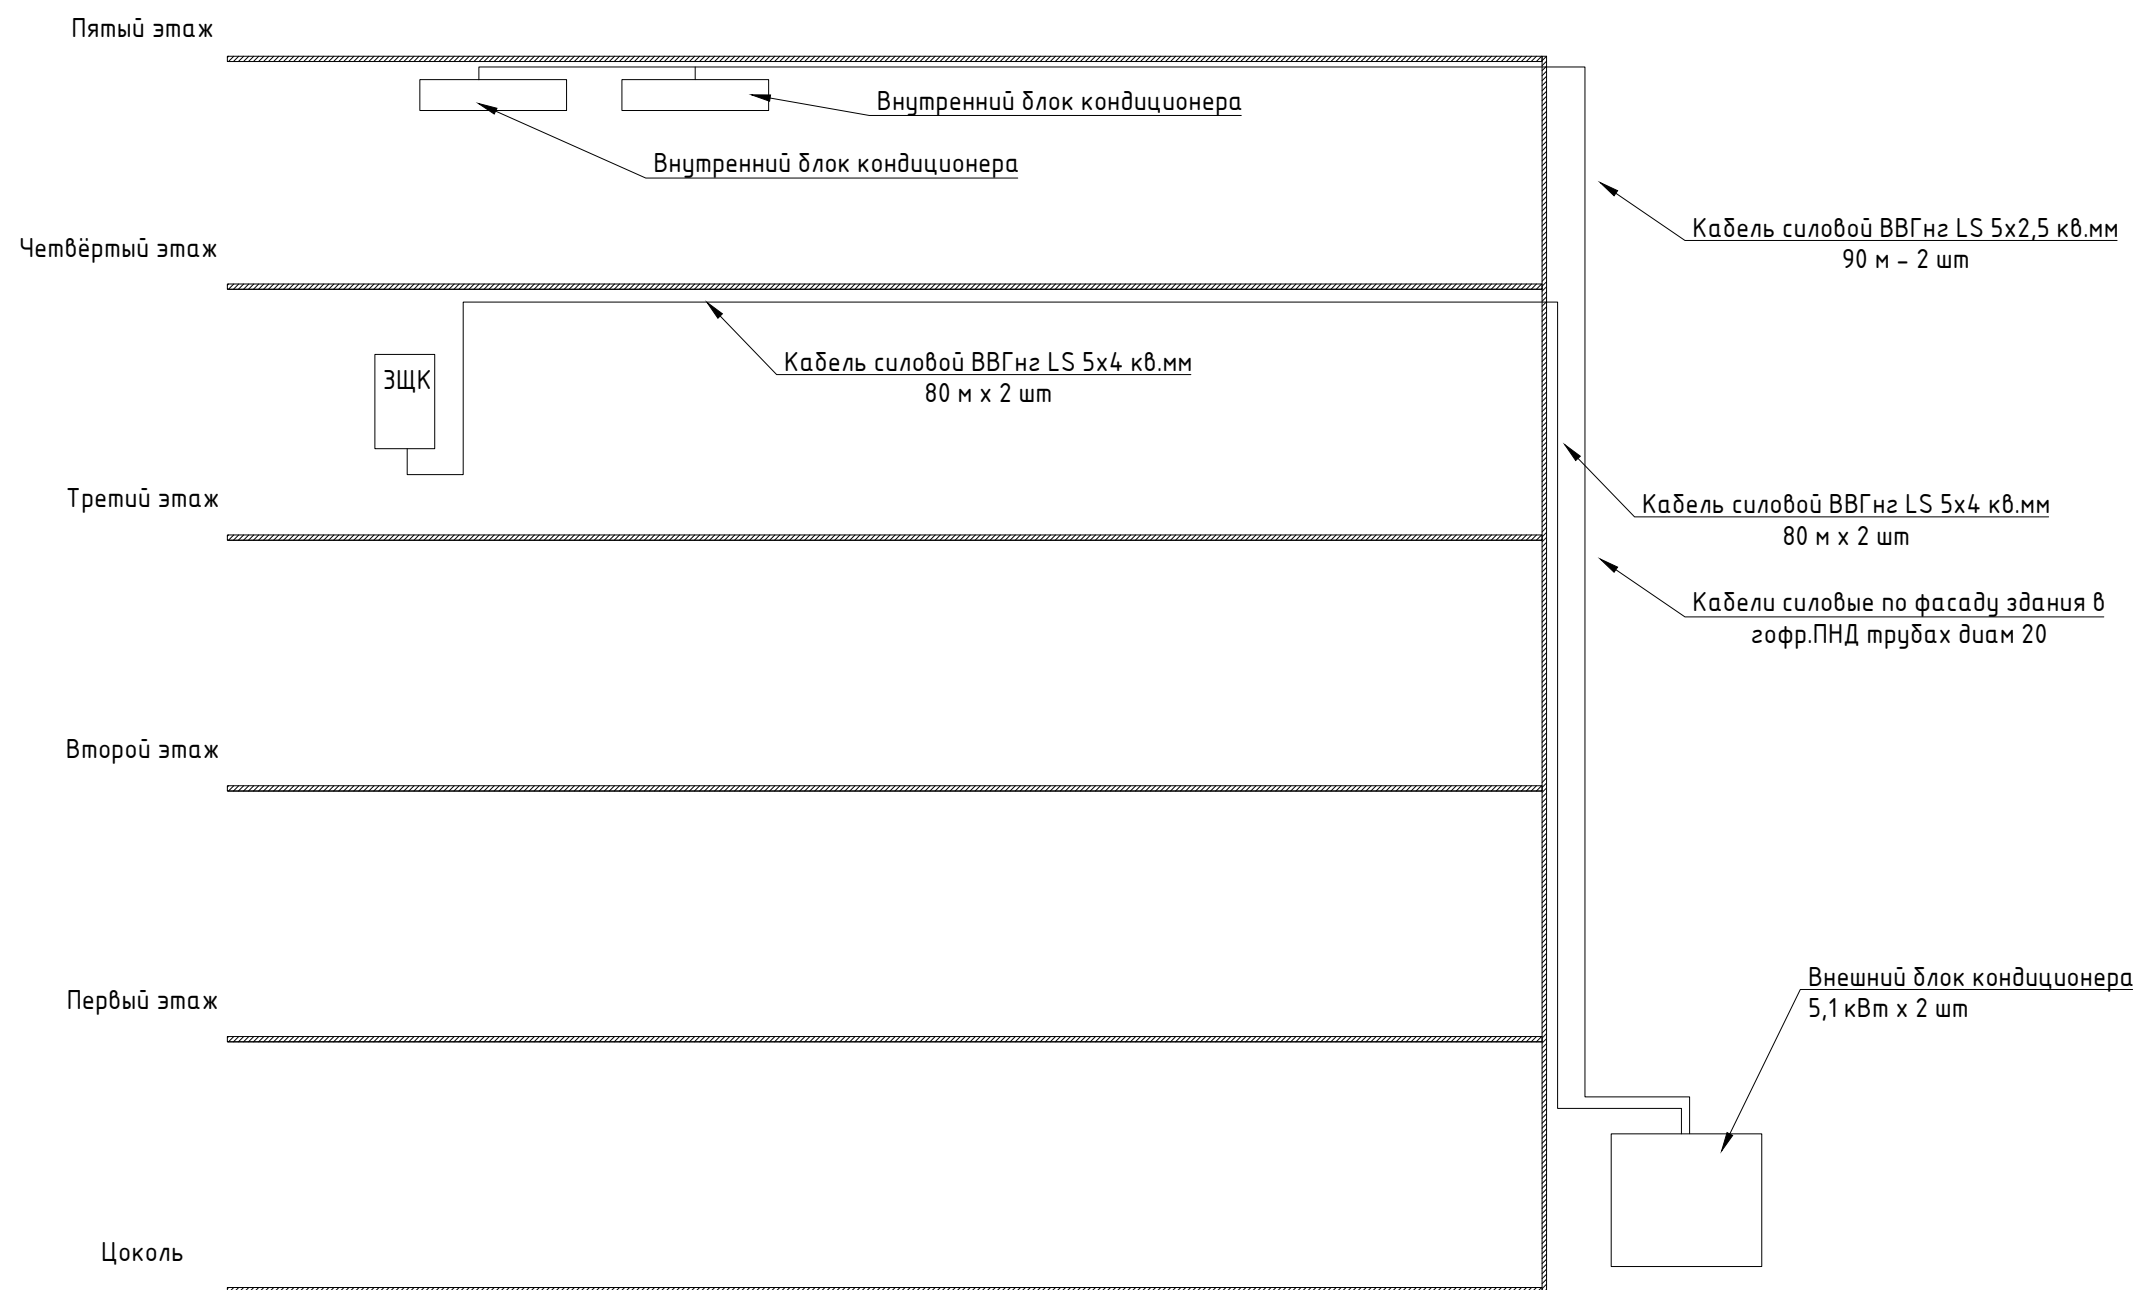 Пятый этаж
Внутренний блок кондиционера
Внутренний блок кондиционера
Кабель силовой ВВГнг LS 5х2,5 кв.мм
90 м - 2 шт
Четвёртый этаж
ЗЩК
Кабель силовой ВВГнг LS 5х4 кв.мм
80 м х 2 шт
Третий этаж
Кабель силовой ВВГнг LS 5х4 кв.мм
80 м х 2 шт
Кабели силовые по фасаду здания в
гофр.ПНД трубах диам 20
Второй этаж
Первый этаж
Внешний блок кондиционера
5,1 кВт х 2 шт
Цоколь